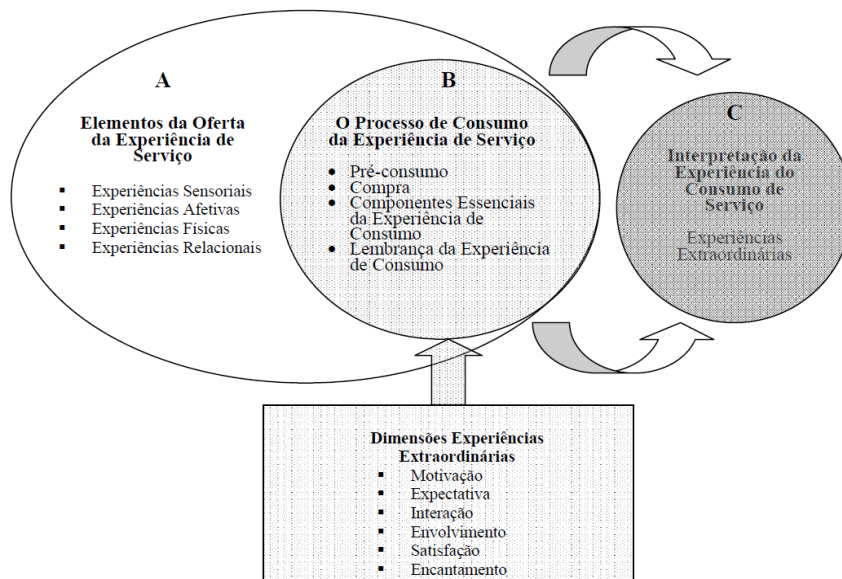 A
Elementos da Oferta
da Experiência de
Serviço
▪ Experiências Sensoriais
▪ Experiências Afetivas
▪ Experiências Físicas
▪ Experiências Relacionais
B
O Processo de Consumo
da Experiência de Serviço
• Pré-consumo
• Compra
• Componentes Essenciais
da Experiência de
Consumo
• Lembrança da Experiência
de Consumo
C
Interpretação da
Experiência do
Consumo de
Serviço
Experiências
Extraordinárias
Dimensões Experiências
Extraordinárias
▪ Motivação
▪ Expectativa
▪ Interação
▪ Envolvimento
▪ Satisfação
▪ Encantamento